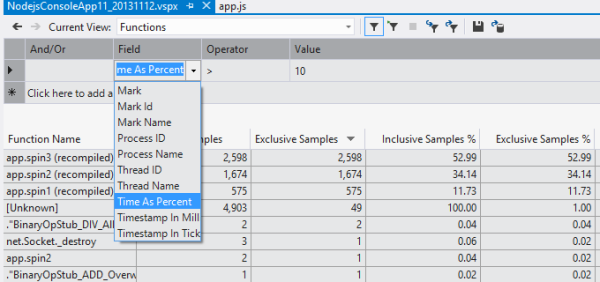 NodejsConsoleApp11_20131112.vspx app.js
Current View: Functions
And/Or Field Operator Value
me As Percent > 10
Click here to add a
Mark
Mark Id
Mark Name
Process ID
Process Name
Thread ID
Thread Name
Time As Percent
Timestamp In Mill
Timestamp In Tick
Function Name mples Exclusive Samples Inclusive Samples % Exclusive Samples %
app.spin3 (recompiled) 2,598 2,598 52.99 52.99
app.spin2 (recompiled) 1,674 1,674 34.14 34.14
app.spin1 (recompiled) 575 575 11.73 11.73
[Unknown] 4,903 49 100.00 1.00
."BinaryOpStub_DIV_All 2 2 0.04 0.04
net.Socket._destroy 3 1 0.06 0.02
app.spin2 2 1 0.04 0.02
."BinaryOpStub_ADD_Overw 1 1 0.02 0.02